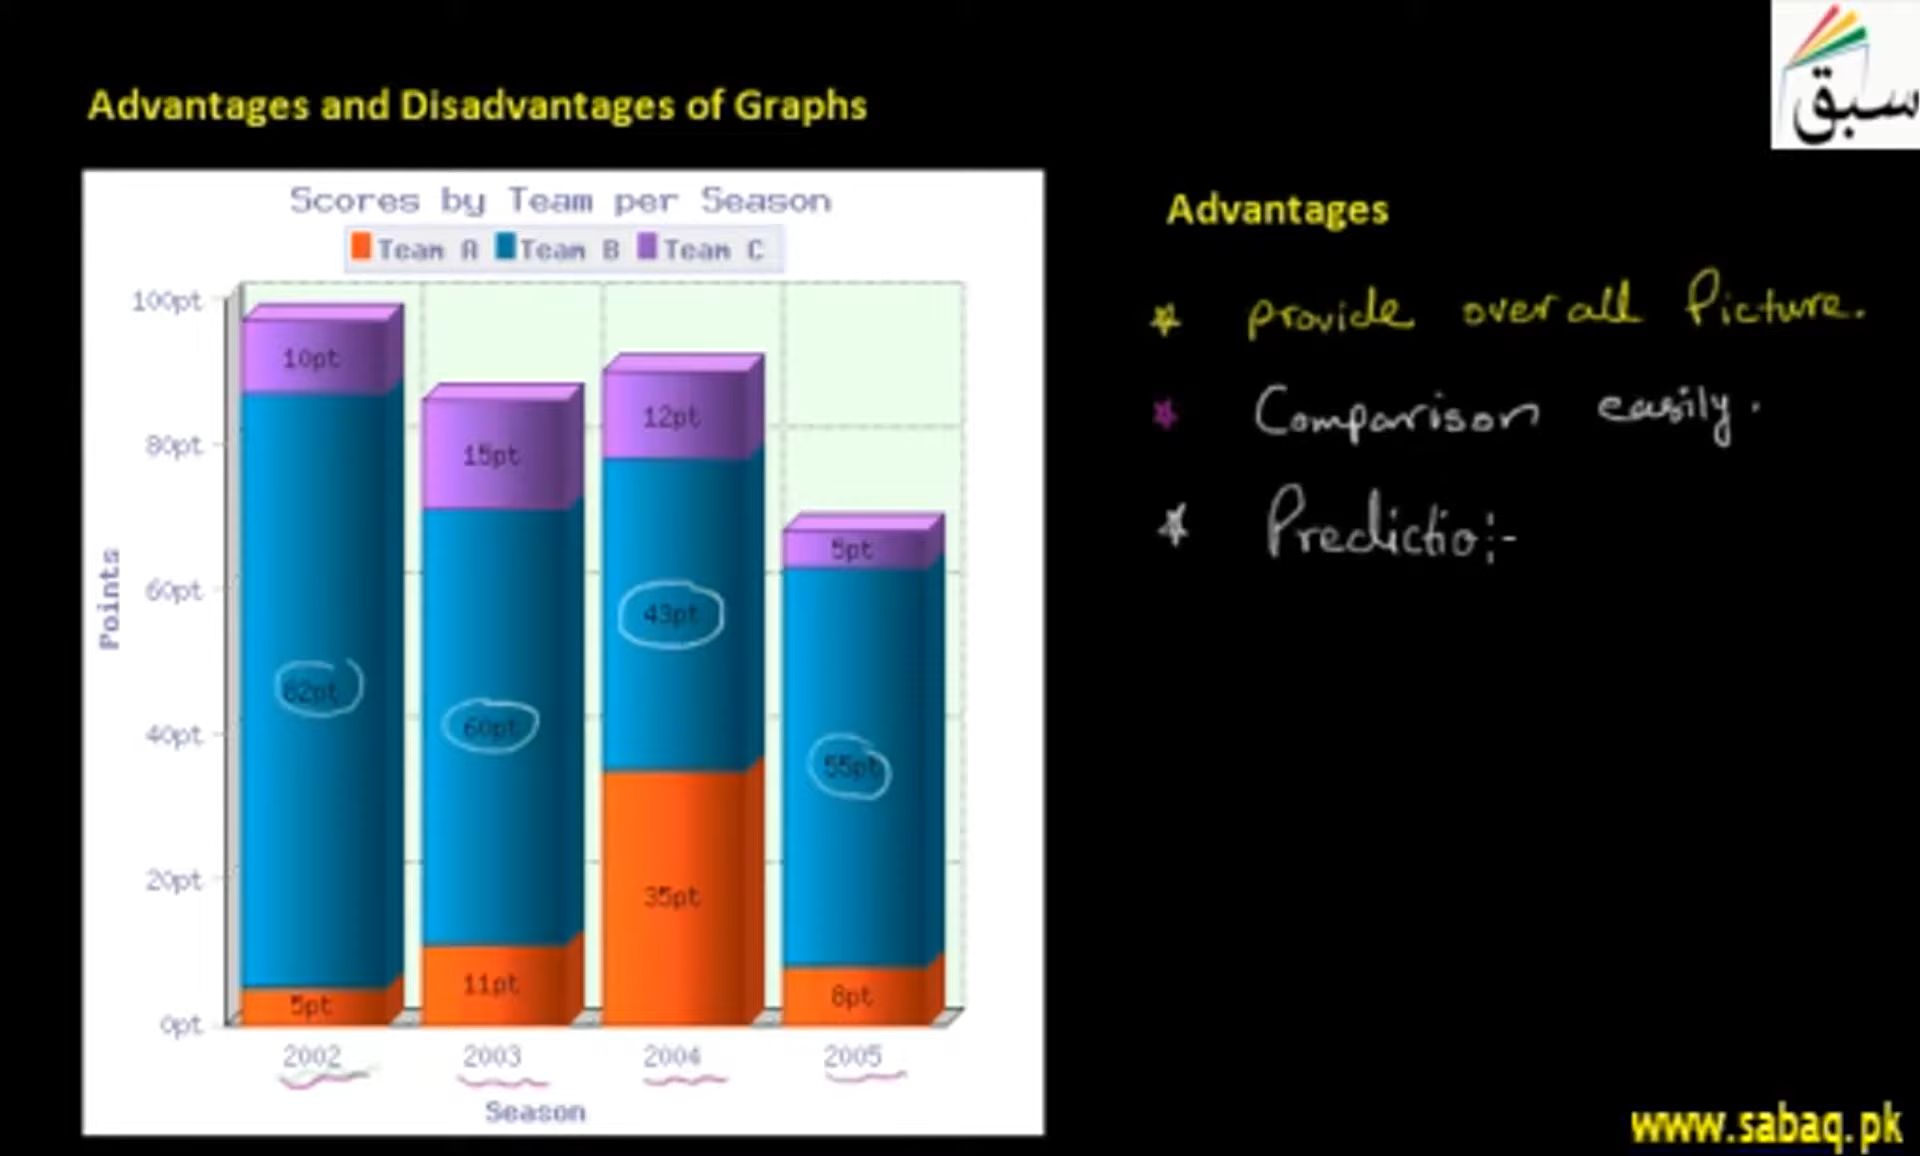 سبق
Advantages and Disadvantages of Graphs
Scores by Team per Season
Team A Team B Team C
100pt
80pt
60pt
40pt
20pt
0pt
Points
10pt
82pt
5pt
15pt
60pt
11pt
12pt
43pt
35pt
5pt
55pt
8pt
2002 2003 2004 2005
Season
Advantages
* provide overall Picture.
* Comparison easily.
* Predictio:-
www.sabaq.pk